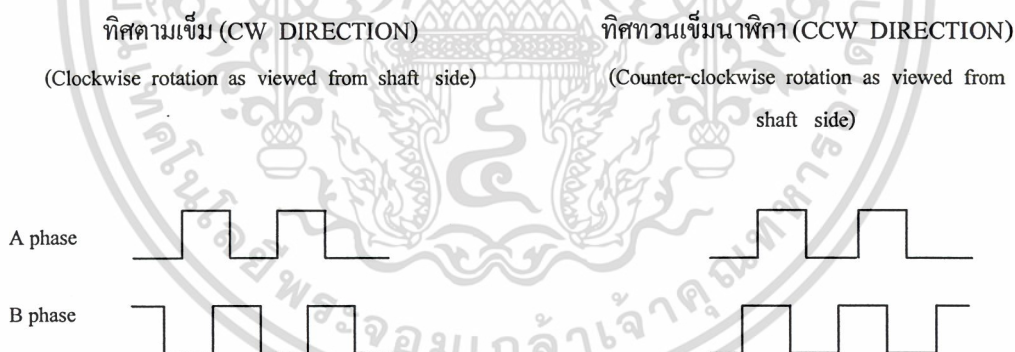 ทิศตามเข็ม (CW DIRECTION)
(Clockwise rotation as viewed from shaft side)
ทิศทวนเข็มนาฬิกา (CCW DIRECTION)
(Counter-clockwise rotation as viewed from
shaft side)
A phase
B phase